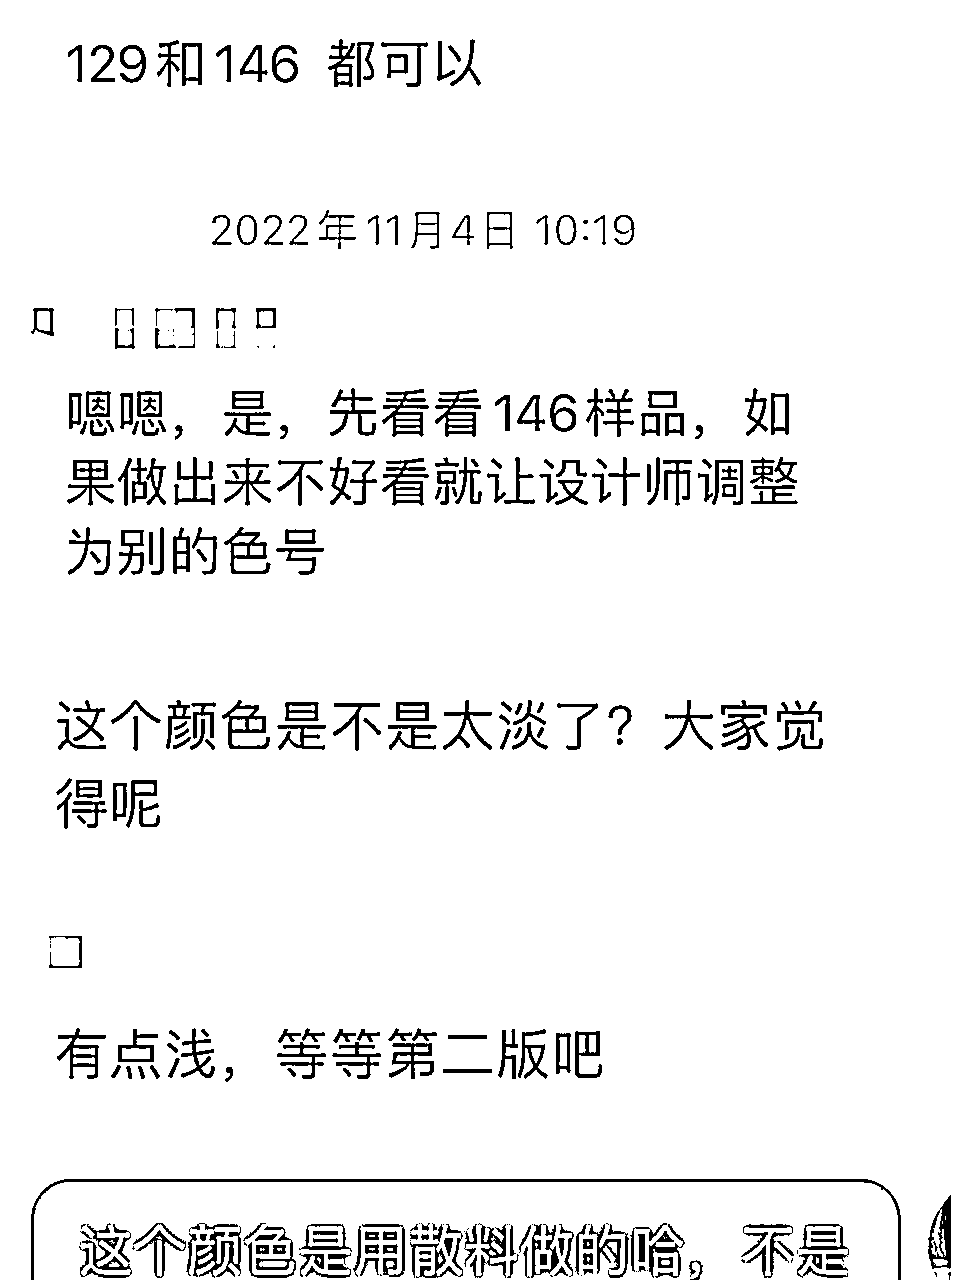 129和146 都可以
2022年11月4日 10:19
嗯嗯，是，先看看146样品，如
果做出来不好看就让设计师调整
为别的色号
这个颜色是不是太淡了？大家觉
得呢
有点浅，等等第二版吧
这个颜色是用散料做的哈，不是